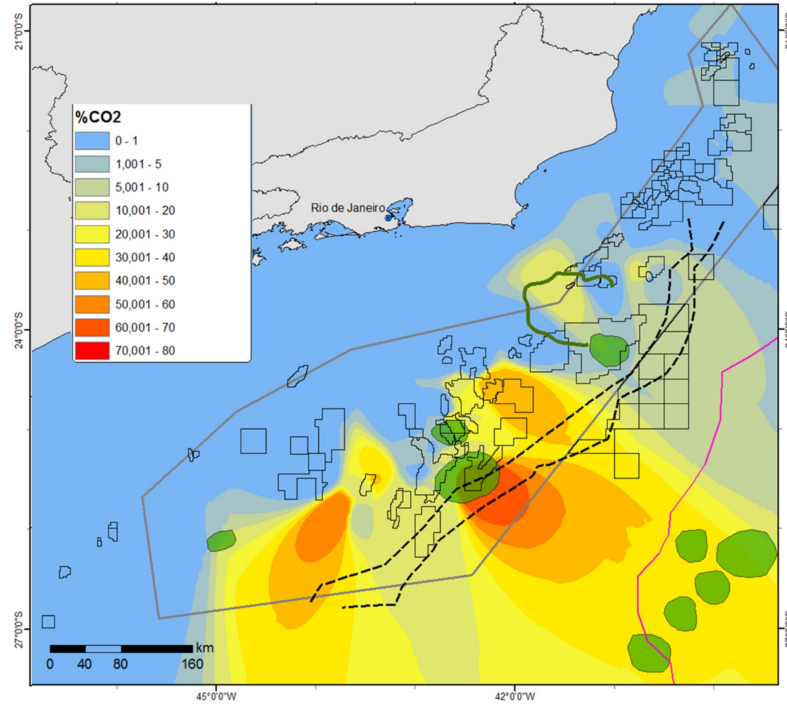 21°0'0"S
%CO2
0 - 1
1,001 - 5
5,001 - 10
10,001 - 20
20,001 - 30
30,001 - 40
40,001 - 50
50,001 - 60
60,001 - 70
70,001 - 80
Rio de Janeiro
24°0'0"S
27°0'0"S
km
0 40 80 160
45°0'0"W 42°0'0"W